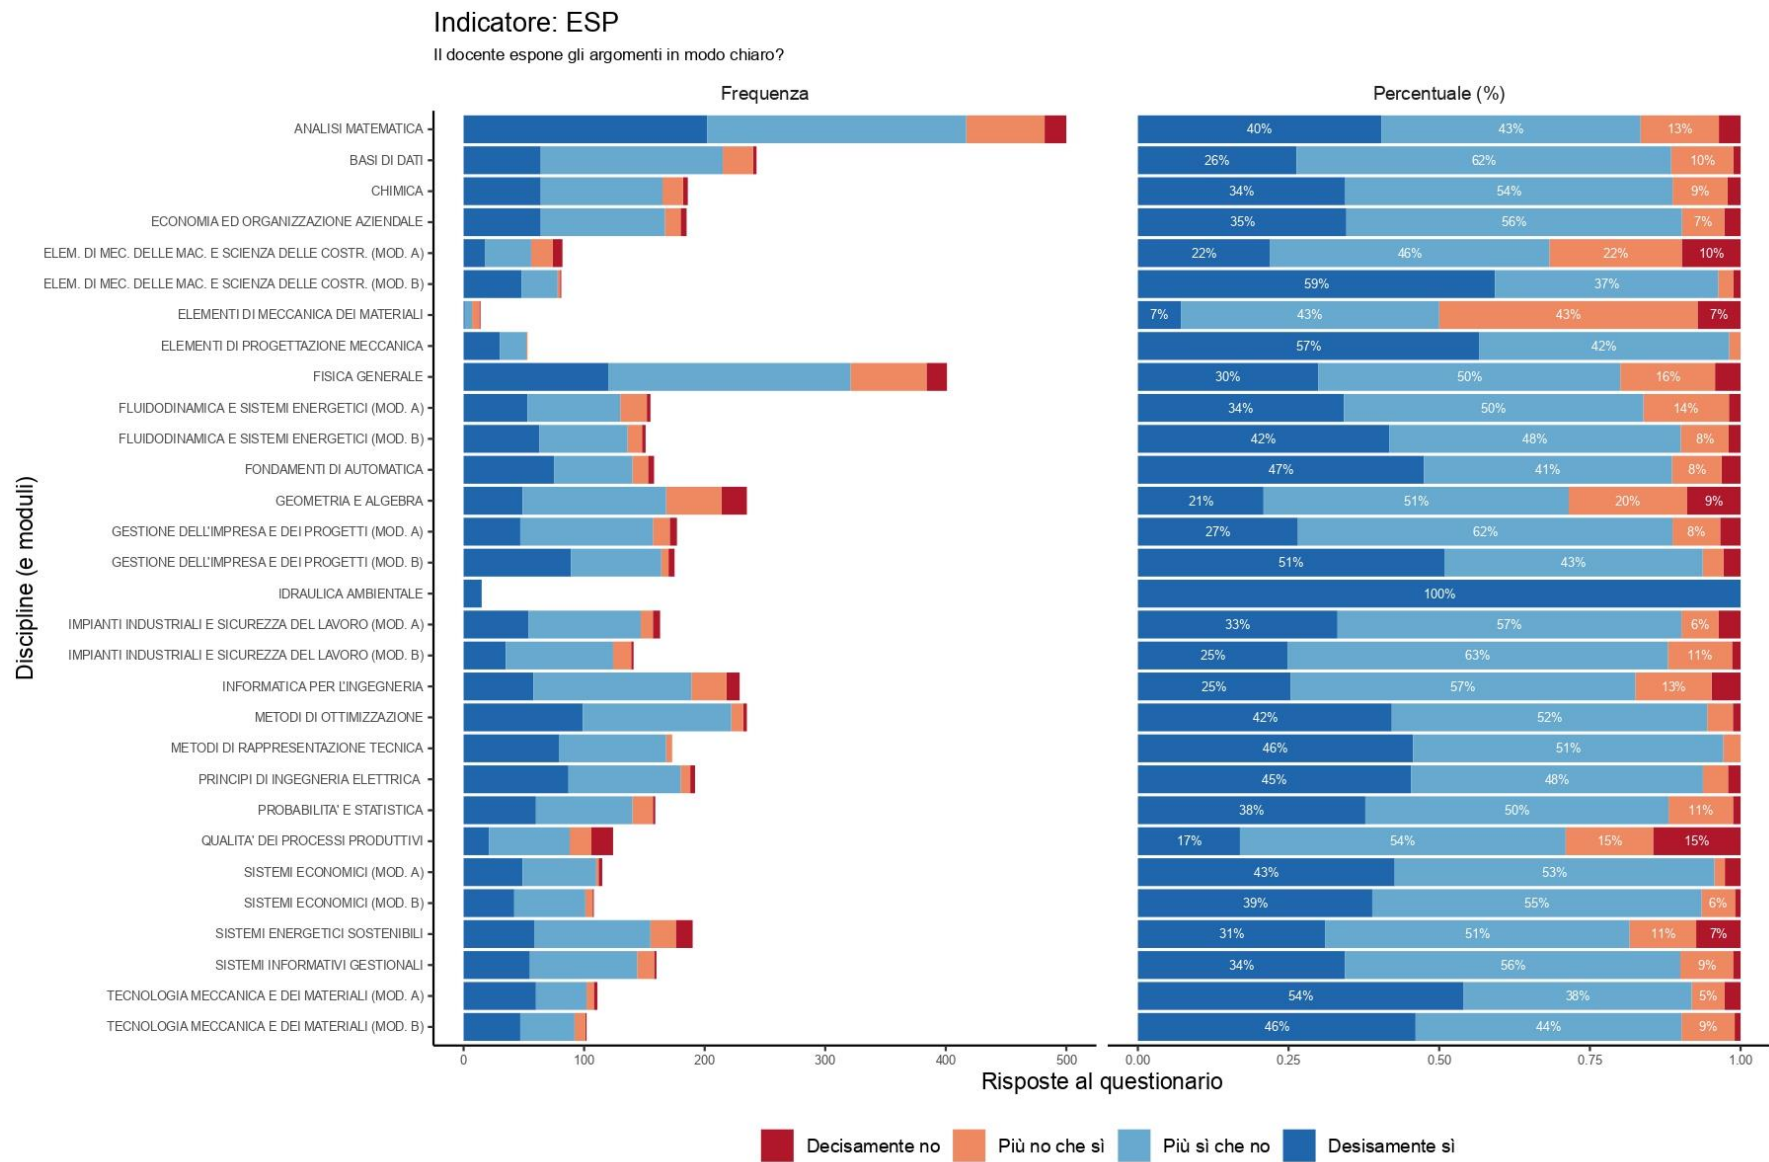 Indicatore: ESP
Il docente espone gli argomenti in modo chiaro?
Frequenza
Percentuale (%)
Discipline (e moduli)
ANALISI MATEMATICA
40% 43% 13%
BASI DI DATI
26% 62% 10%
CHIMICA
34% 54% 9%
ECONOMIA ED ORGANIZZAZIONE AZIENDALE
35% 56% 7%
ELEM. DI MEC. DELLE MAC. E SCIENZA DELLE COSTR. (MOD. A)
22% 46% 22% 10%
ELEM. DI MEC. DELLE MAC. E SCIENZA DELLE COSTR. (MOD. B)
59% 37%
ELEMENTI DI MECCANICA DEI MATERIALI
7% 43% 43% 7%
ELEMENTI DI PROGETTAZIONE MECCANICA
57% 42%
FISICA GENERALE
30% 50% 16%
FLUIDODINAMICA E SISTEMI ENERGETICI (MOD. A)
34% 50% 14%
FLUIDODINAMICA E SISTEMI ENERGETICI (MOD. B)
42% 48% 8%
FONDAMENTI DI AUTOMATICA
47% 41% 8%
GEOMETRIA E ALGEBRA
21% 51% 20% 9%
GESTIONE DELL'IMPRESA E DEI PROGETTI (MOD. A)
27% 62% 8%
GESTIONE DELL'IMPRESA E DEI PROGETTI (MOD. B)
51% 43%
IDRAULICA AMBIENTALE
100%
IMPIANTI INDUSTRIALI E SICUREZZA DEL LAVORO (MOD. A)
33% 57% 6%
IMPIANTI INDUSTRIALI E SICUREZZA DEL LAVORO (MOD. B)
25% 63% 11%
INFORMATICA PER L'INGEGNERIA
25% 57% 13%
METODI DI OTTIMIZZAZIONE
42% 52%
METODI DI RAPPRESENTAZIONE TECNICA
46% 51%
PRINCIPI DI INGEGNERIA ELETTRICA
45% 48%
PROBABILITA' E STATISTICA
38% 50% 11%
QUALITA' DEI PROCESSI PRODUTTIVI
17% 54% 15% 15%
SISTEMI ECONOMICI (MOD. A)
43% 53%
SISTEMI ECONOMICI (MOD. B)
39% 55% 6%
SISTEMI ENERGETICI SOSTENIBILI
31% 51% 11% 7%
SISTEMI INFORMATIVI GESTIONALI
34% 56% 9%
TECNOLOGIA MECCANICA E DEI MATERIALI (MOD. A)
54% 38% 5%
TECNOLOGIA MECCANICA E DEI MATERIALI (MOD. B)
46% 44% 9%
0 100 200 300 400 500
0.00 0.25 0.50 0.75 1.00
Risposte al questionario
Decisamente no Più no che sì Più sì che no Desisamente sì